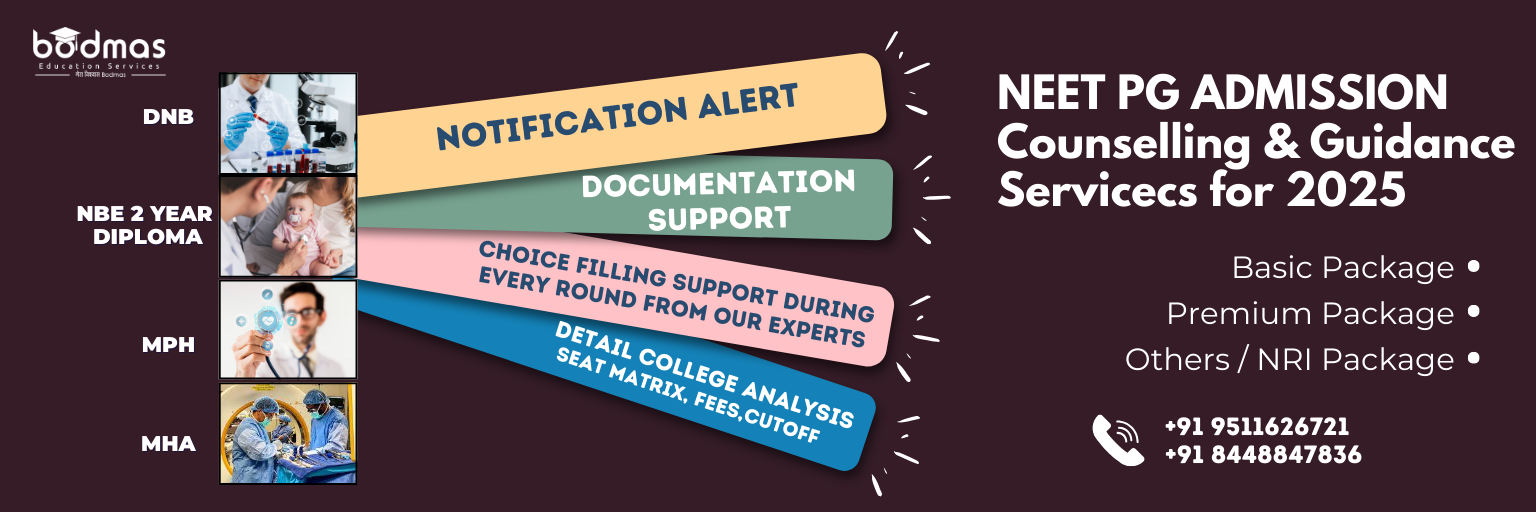 bodmas
Education Services
मेरा विश्वास Bodmas
DNB
NBE 2 YEAR
DIPLOMA
MPH
MHA
NOTIFICATION ALERT
DOCUMENTATION
SUPPORT
CHOICE FILLING SUPPORT DURING
EVERY ROUND FROM OUR EXPERTS
DETAIL COLLEGE ANALYSIS
SEAT MATRIX, FEES,CUTOFF
NEET PG ADMISSION
Counselling & Guidance
Servicecs for 2025
Basic Package •
Premium Package •
Others / NRI Package •
+91 9511626721
+91 8448847836